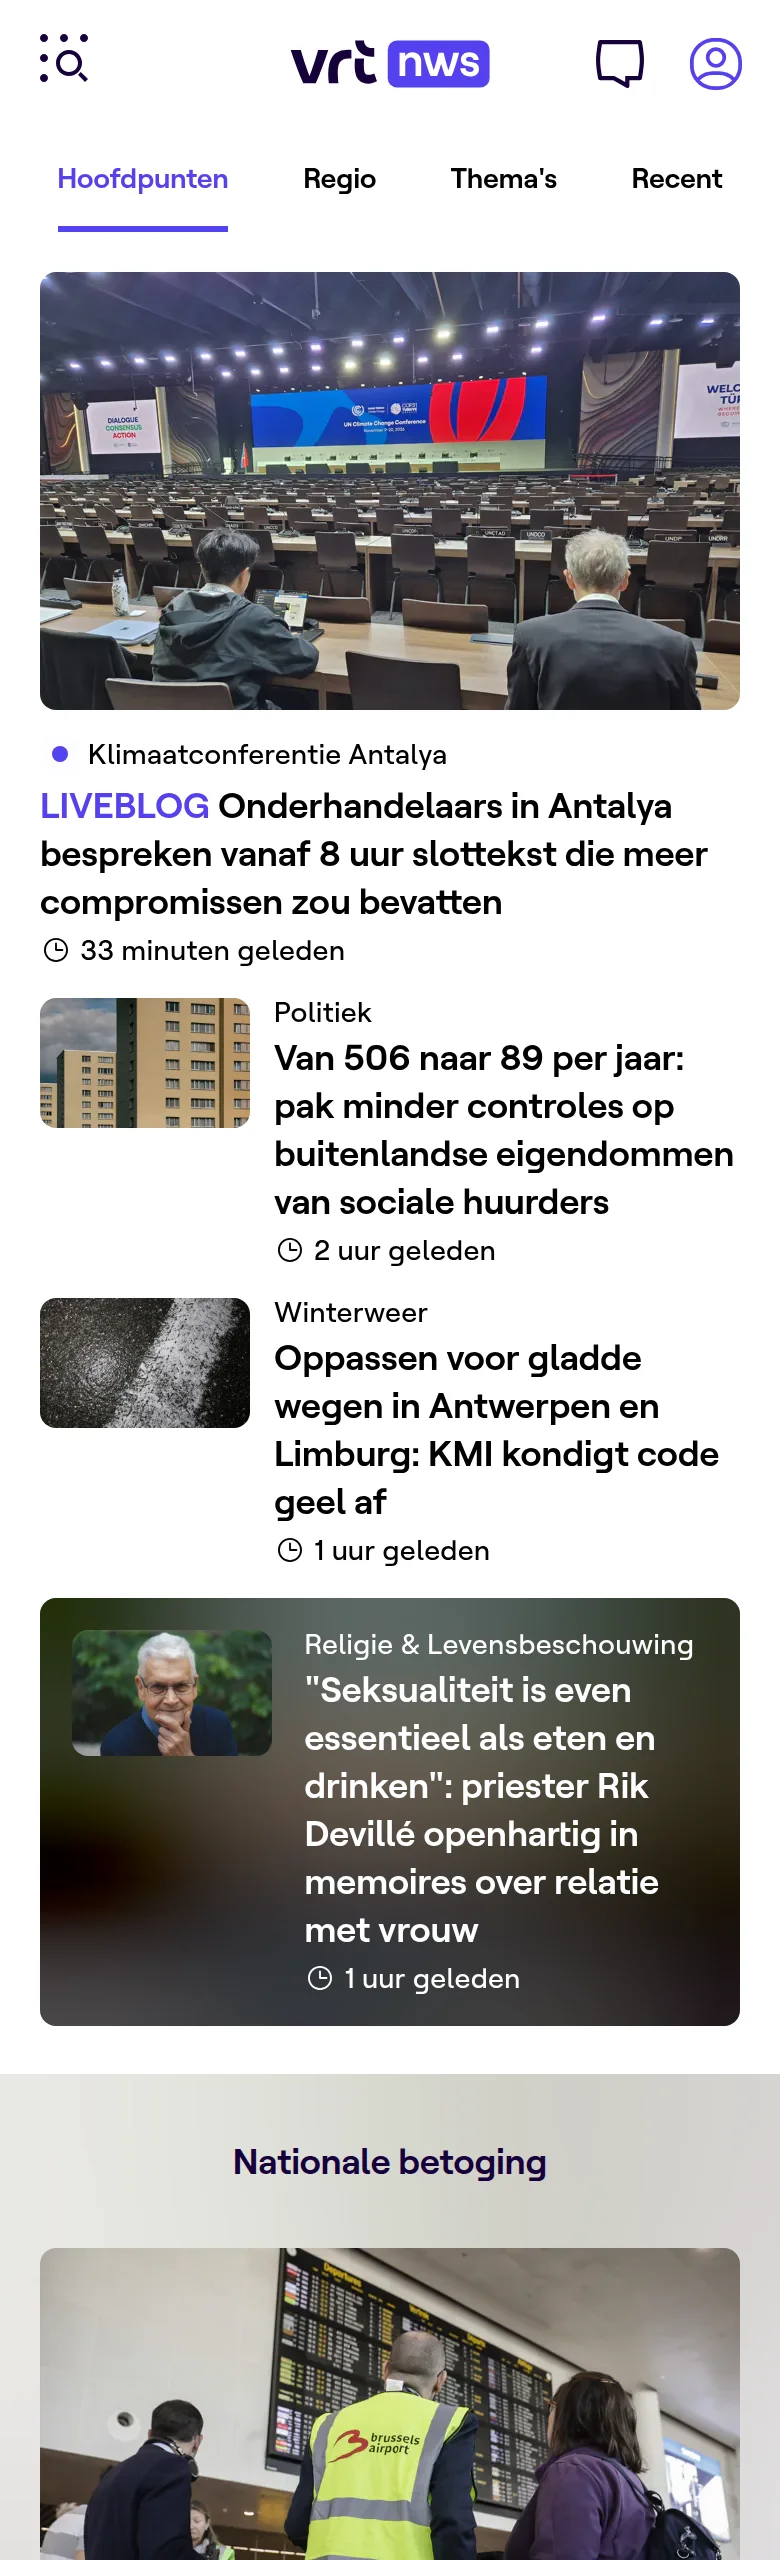 vrt nws
Hoofdpunten Regio Thema's Recent
DIALOGUE
CONSENSUS
ACTION
COP31
UN Climate Change Conference
WELC
TÜR
Klimaatconferentie Antalya
LIVEBLOG Onderhandelaars in Antalya
bespreken vanaf 8 uur slottekst die meer
compromissen zou bevatten
33 minuten geleden
Politiek
Van 506 naar 89 per jaar:
pak minder controles op
buitenlandse eigendommen
van sociale huurders
2 uur geleden
Winterweer
Oppassen voor gladde
wegen in Antwerpen en
Limburg: KMI kondigt code
geel af
1 uur geleden
Religie & Levensbeschouwing
"Seksualiteit is even
essentieel als eten en
drinken": priester Rik
Devillé openhartig in
memoires over relatie
met vrouw
1 uur geleden
Nationale betoging
Departures
brussels
airport